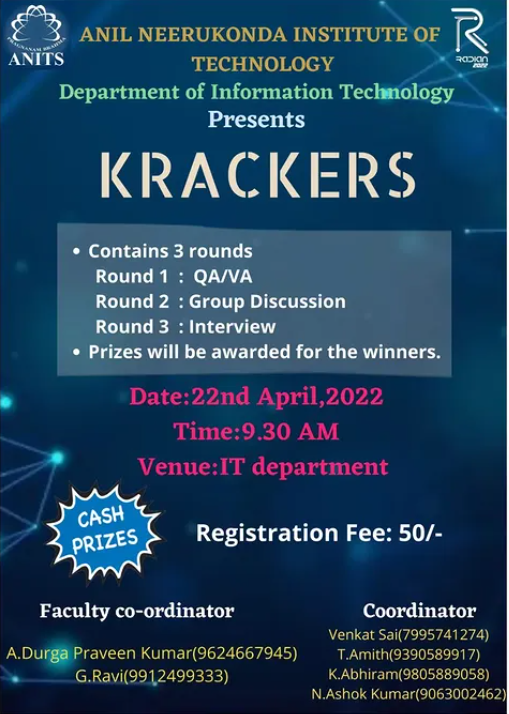 ANITS
ANIL NEERUKONDA INSTITUTE OF
TECHNOLOGY
RADIAN
2022
Department of Information Technology
Presents
KRACKERS
• Contains 3 rounds
Round 1 : QA/VA
Round 2 : Group Discussion
Round 3 : Interview
• Prizes will be awarded for the winners.
Date:22nd April,2022
Time:9.30 AM
Venue:IT department
CASH
PRIZES
Registration Fee: 50/-
Faculty co-ordinator
A.Durga Praveen Kumar(9624667945)
G.Ravi(9912499333)
Coordinator
Venkat Sai(7995741274)
T.Amith(9390589917)
K.Abhiram(9805889058)
N.Ashok Kumar(9063002462)